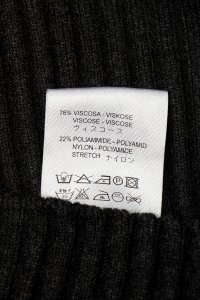 78% VISCOSA - VISKOSE
VISCOSE - VISCOSE
ヴィスコース
22% POLIAMMIDE - POLYAMID
NYLON - POLYAMIDE
STRETCH ナイロン